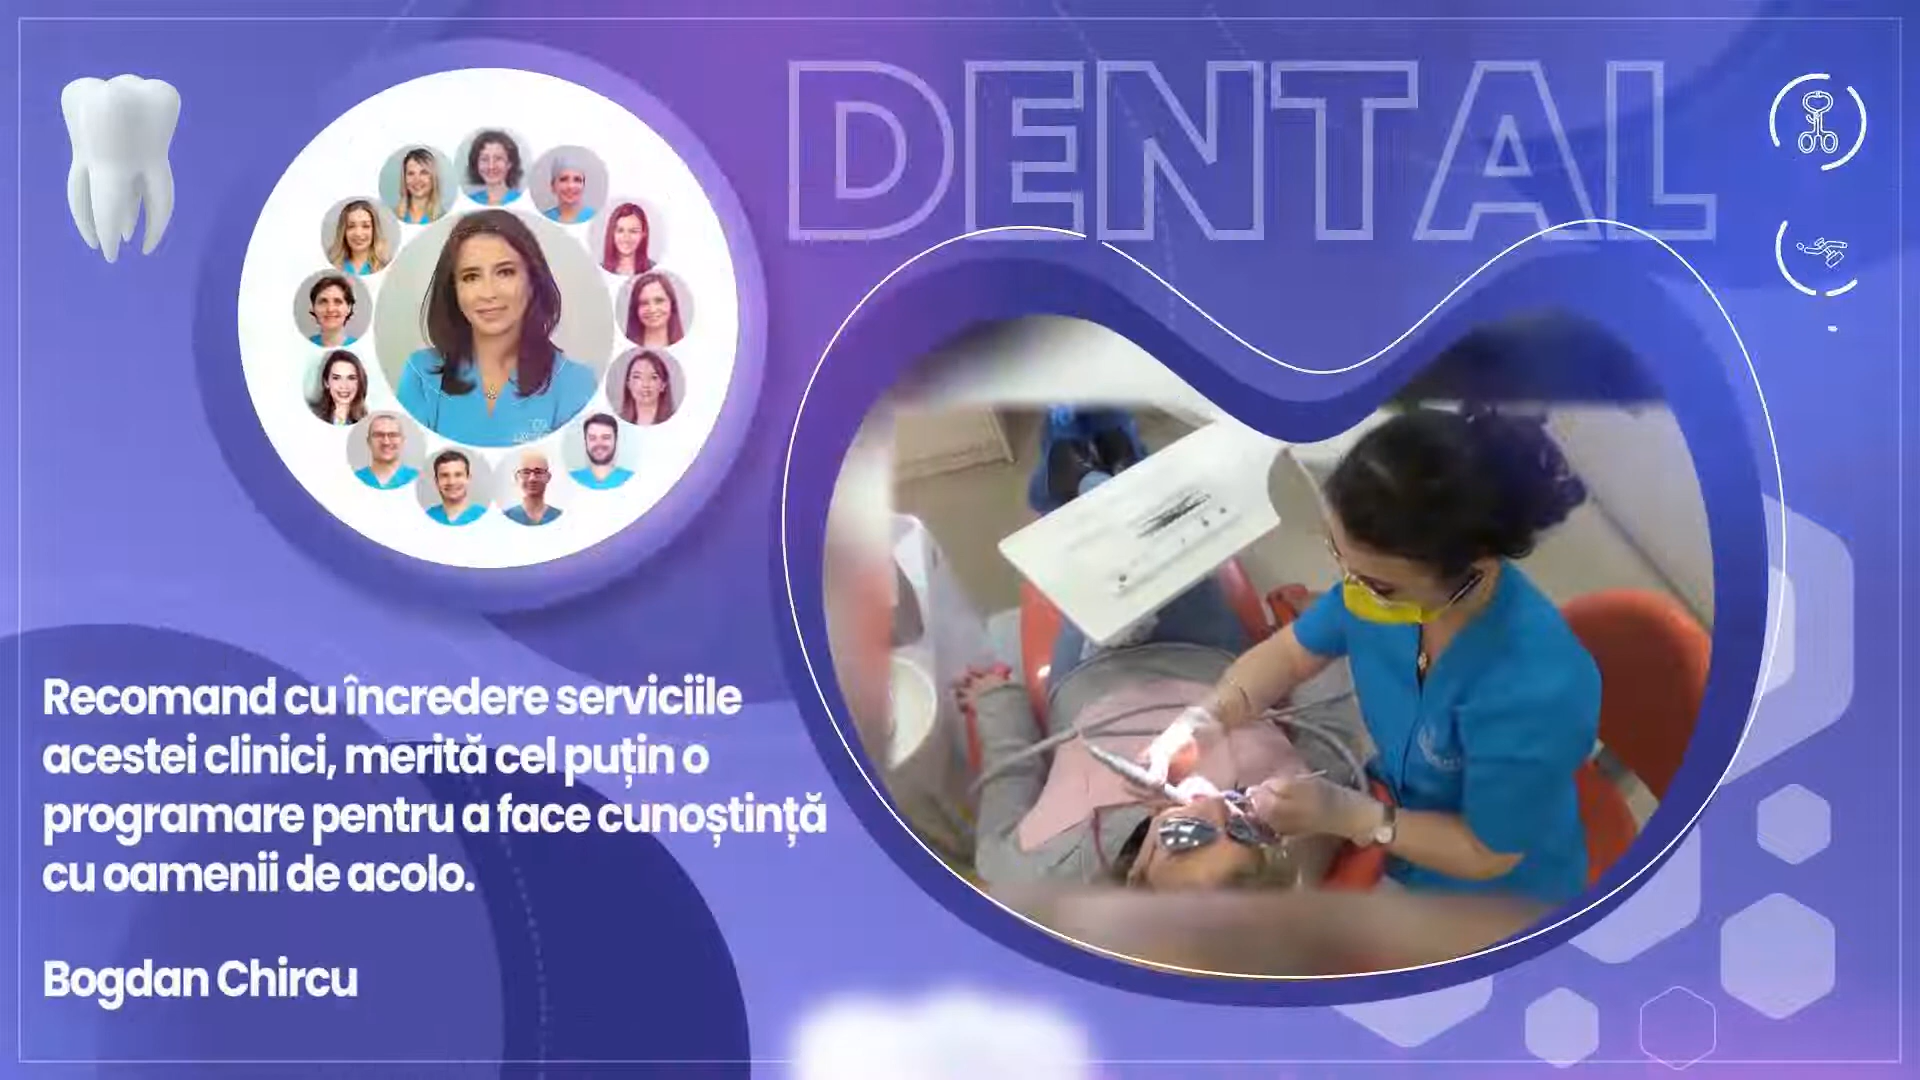 DENTAL
Recomand cu încredere serviciile
acestei clinici, merită cel puțin o
programare pentru a face cunoștință
cu oamenii de acolo.
Bogdan Chircu